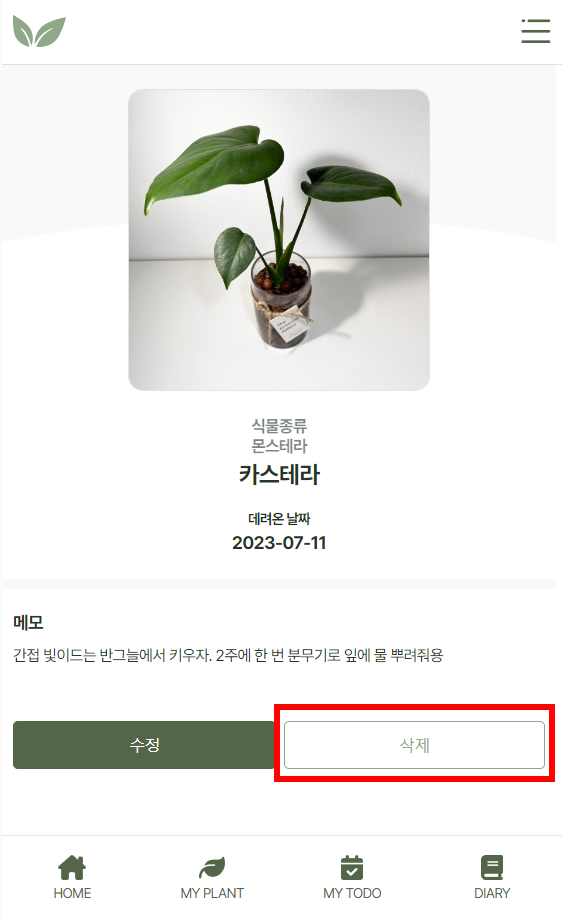 식물종류
몬스테라
카스테라
데려온 날짜
2023-07-11
메모
간접 빛이드는 반그늘에서 키우자. 2주에 한 번 분무기로 잎에 물 뿌려줘용
수정 삭제
HOME MY PLANT MY TODO DIARY